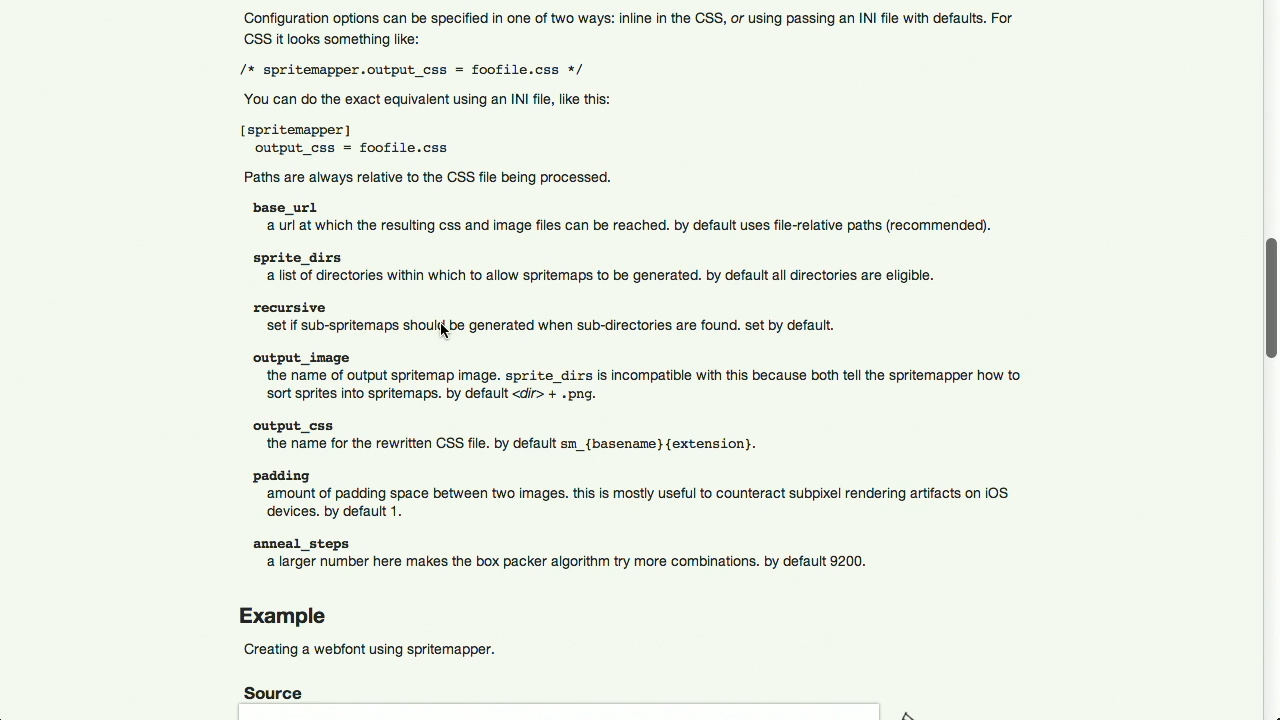 Configuration options can be specified in one of two ways: inline in the CSS, or using passing an INI file with defaults. For
CSS it looks something like:
/* spritemapper.output_css = foofile.css */
You can do the exact equivalent using an INI file, like this:
[spritemapper]
output_css = foofile.css
Paths are always relative to the CSS file being processed.
base_url
a url at which the resulting css and image files can be reached. by default uses file-relative paths (recommended).
sprite_dirs
a list of directories within which to allow spritemaps to be generated. by default all directories are eligible.
recursive
set if sub-spritemaps should be generated when sub-directories are found. set by default.
output_image
the name of output spritemap image. sprite_dirs is incompatible with this because both tell the spritemapper how to
sort sprites into spritemaps. by default <dir> + .png.
output_css
the name for the rewritten CSS file. by default sm_{basename}{extension}.
padding
amount of padding space between two images. this is mostly useful to counteract subpixel rendering artifacts on iOS
devices. by default 1.
anneal_steps
a larger number here makes the box packer algorithm try more combinations. by default 9200.
Example
Creating a webfont using spritemapper.
Source